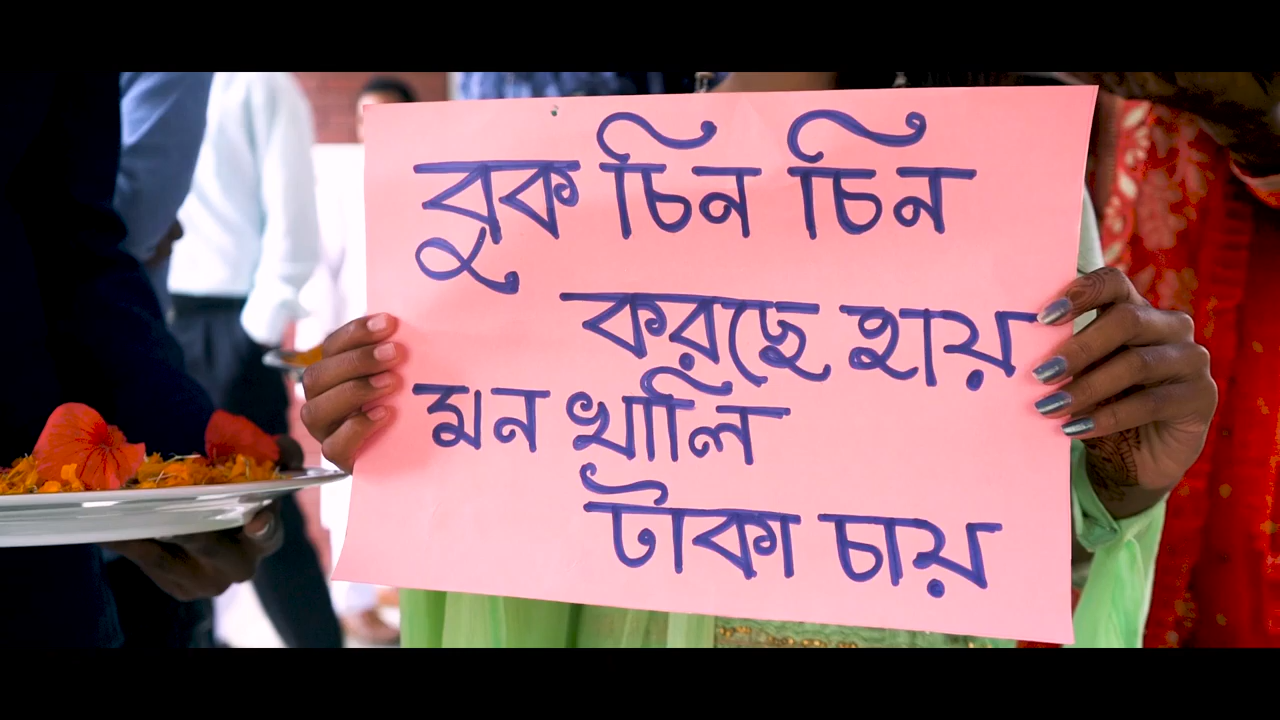 বুক চিন চিন
করছে হায়
মন খালি
টাকা চায়